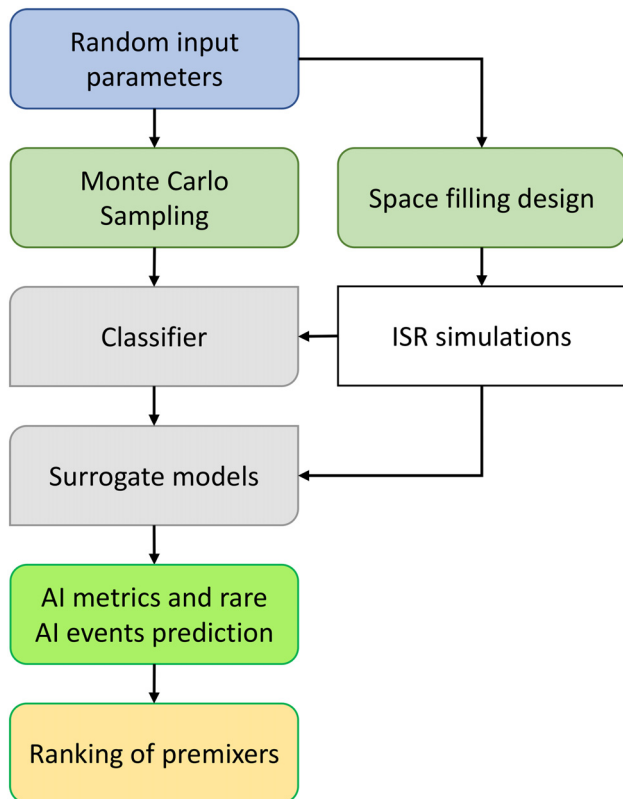 Random input
parameters
Monte Carlo
Sampling
Space filling design
Classifier
ISR simulations
Surrogate models
AI metrics and rare
AI events prediction
Ranking of premixers